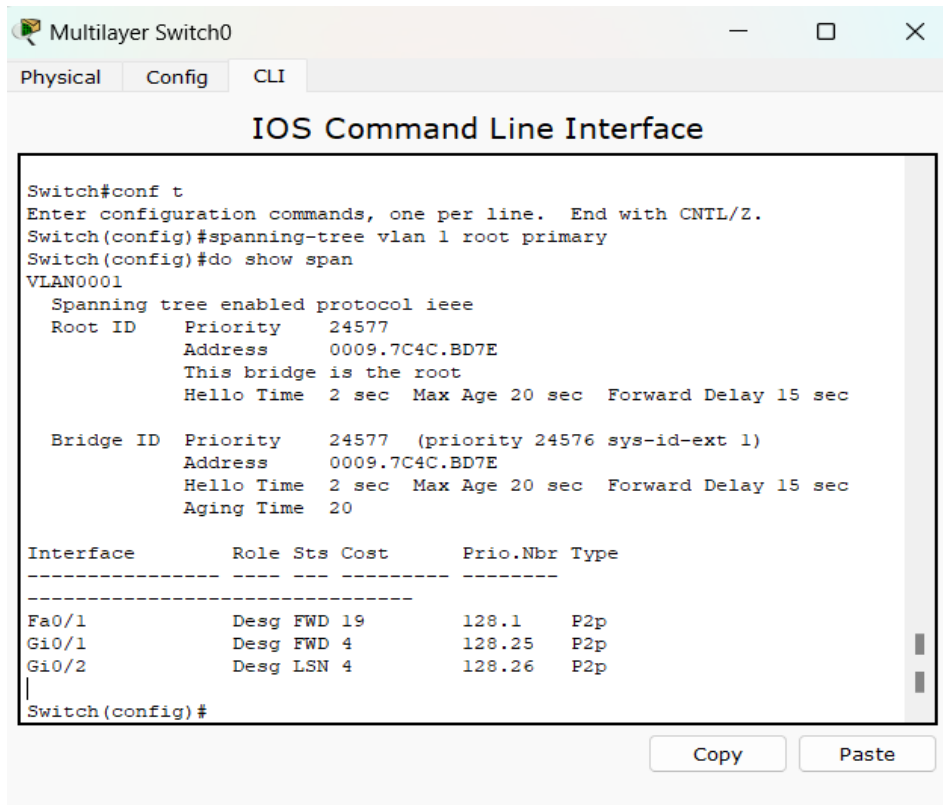 Multilayer Switch0
Physical Config CLI
IOS Command Line Interface
Switch#conf t
Enter configuration commands, one per line.  End with CNTL/Z.
Switch(config)#spanning-tree vlan 1 root primary
Switch(config)#do show span
VLAN0001
  Spanning tree enabled protocol ieee
  Root ID    Priority    24577
             Address     0009.7C4C.BD7E
             This bridge is the root
             Hello Time  2 sec  Max Age 20 sec  Forward Delay 15 sec

  Bridge ID  Priority    24577  (priority 24576 sys-id-ext 1)
             Address     0009.7C4C.BD7E
             Hello Time  2 sec  Max Age 20 sec  Forward Delay 15 sec
             Aging Time  20

Interface        Role Sts Cost      Prio.Nbr Type
---------------- ---- --- --------- --------
--------------------------------
Fa0/1            Desg FWD 19        128.1    P2p
Gi0/1            Desg FWD 4         128.25   P2p
Gi0/2            Desg LSN 4         128.26   P2p

Switch(config)#
Copy Paste